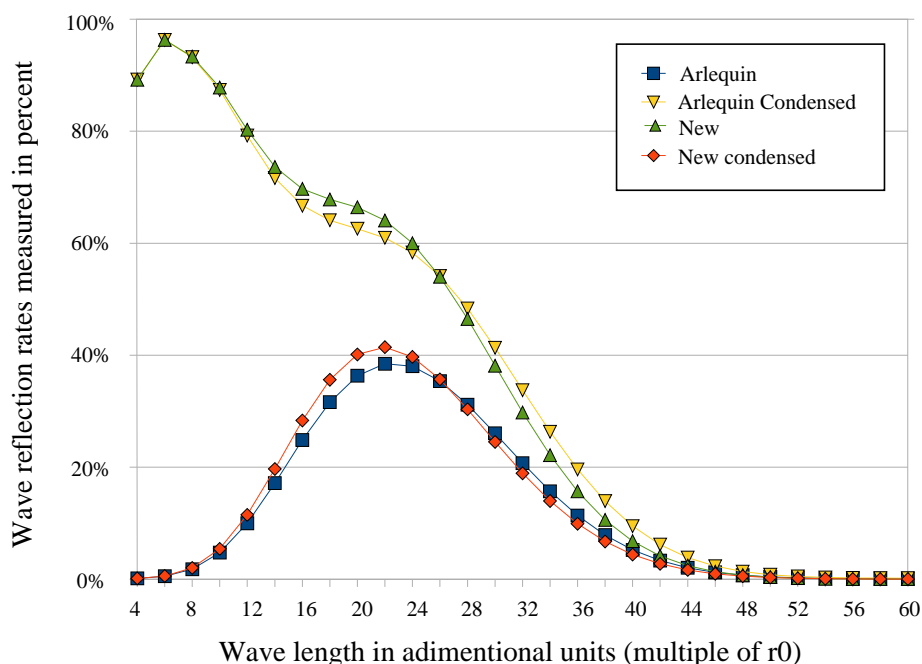 Wave reflection rates measured in percent
100%
80%
60%
40%
20%
0%
Arlequin
Arlequin Condensed
New
New condensed
4 8 12 16 20 24 28 32 36 40 44 48 52 56 60
Wave length in adimentional units (multiple of r0)